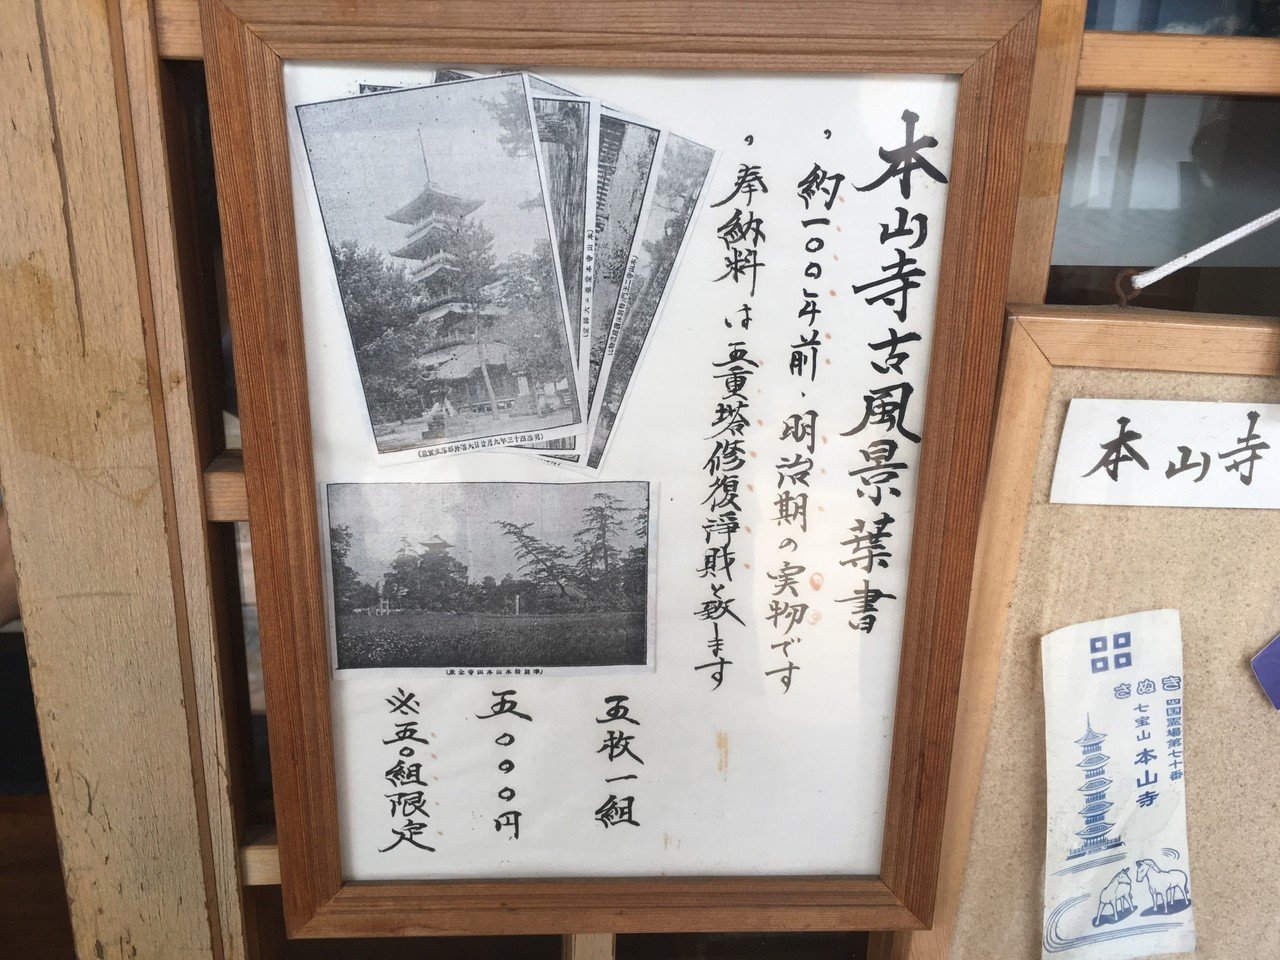 本山寺古風景葉書
、約一〇〇年前、明治期の実物です
、奉納料は五重塔修復浄財と致します
五枚一組
五〇〇〇円
※五〇組限定
本山寺
四国霊場第七十番
さぬき
七宝山 本山寺